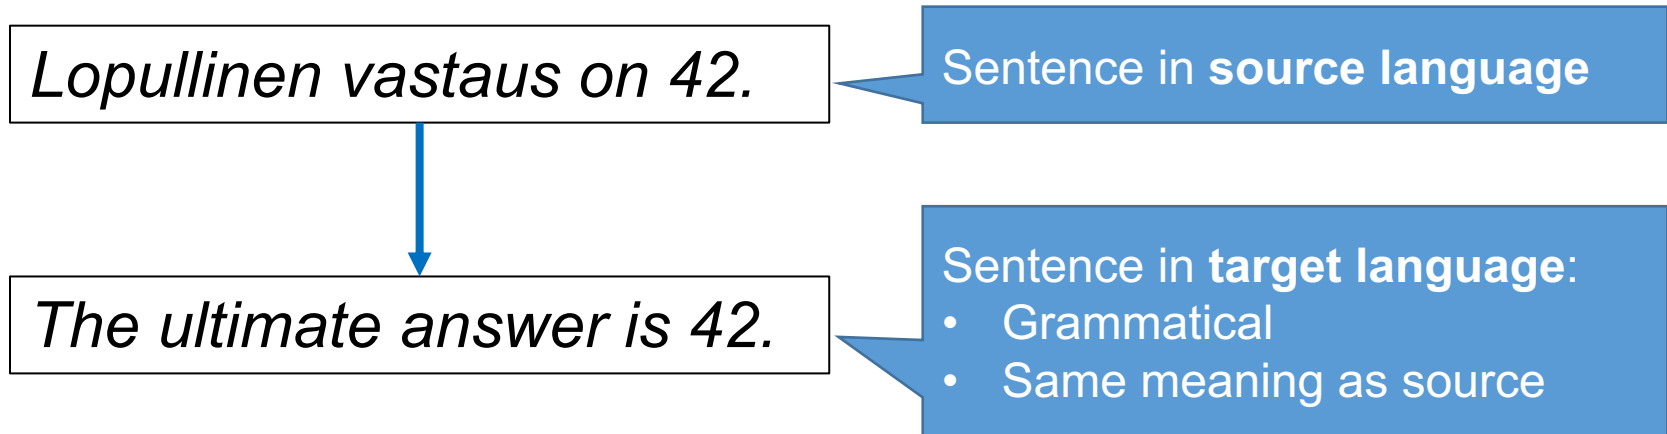 Lopullinen vastaus on 42.
Sentence in source language
The ultimate answer is 42.
Sentence in target language:
• Grammatical
• Same meaning as source